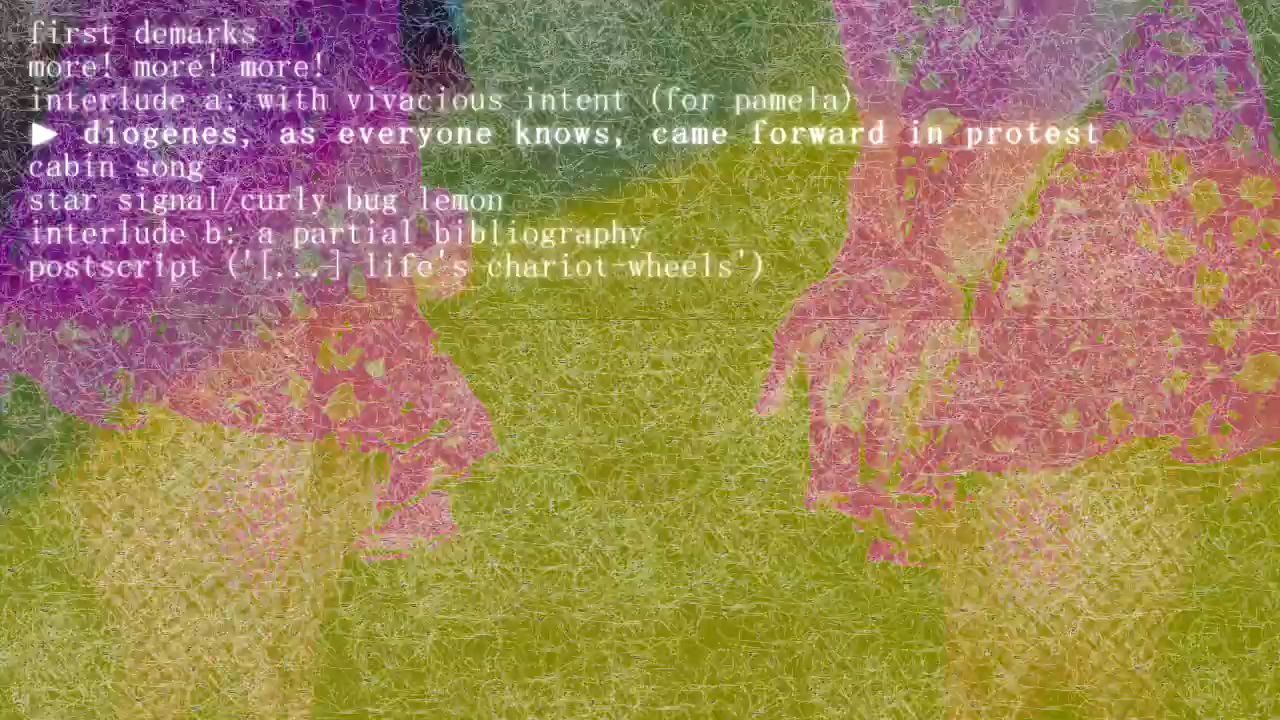 first demarks
more! more! more!
interlude a: with vivacious intent (for pamela)
▶ diogenes, as everyone knows, came forward in protest
cabin song
star signal/curly bug lemon
interlude b: a partial bibliography
postscript ('[...] life's chariot-wheels')